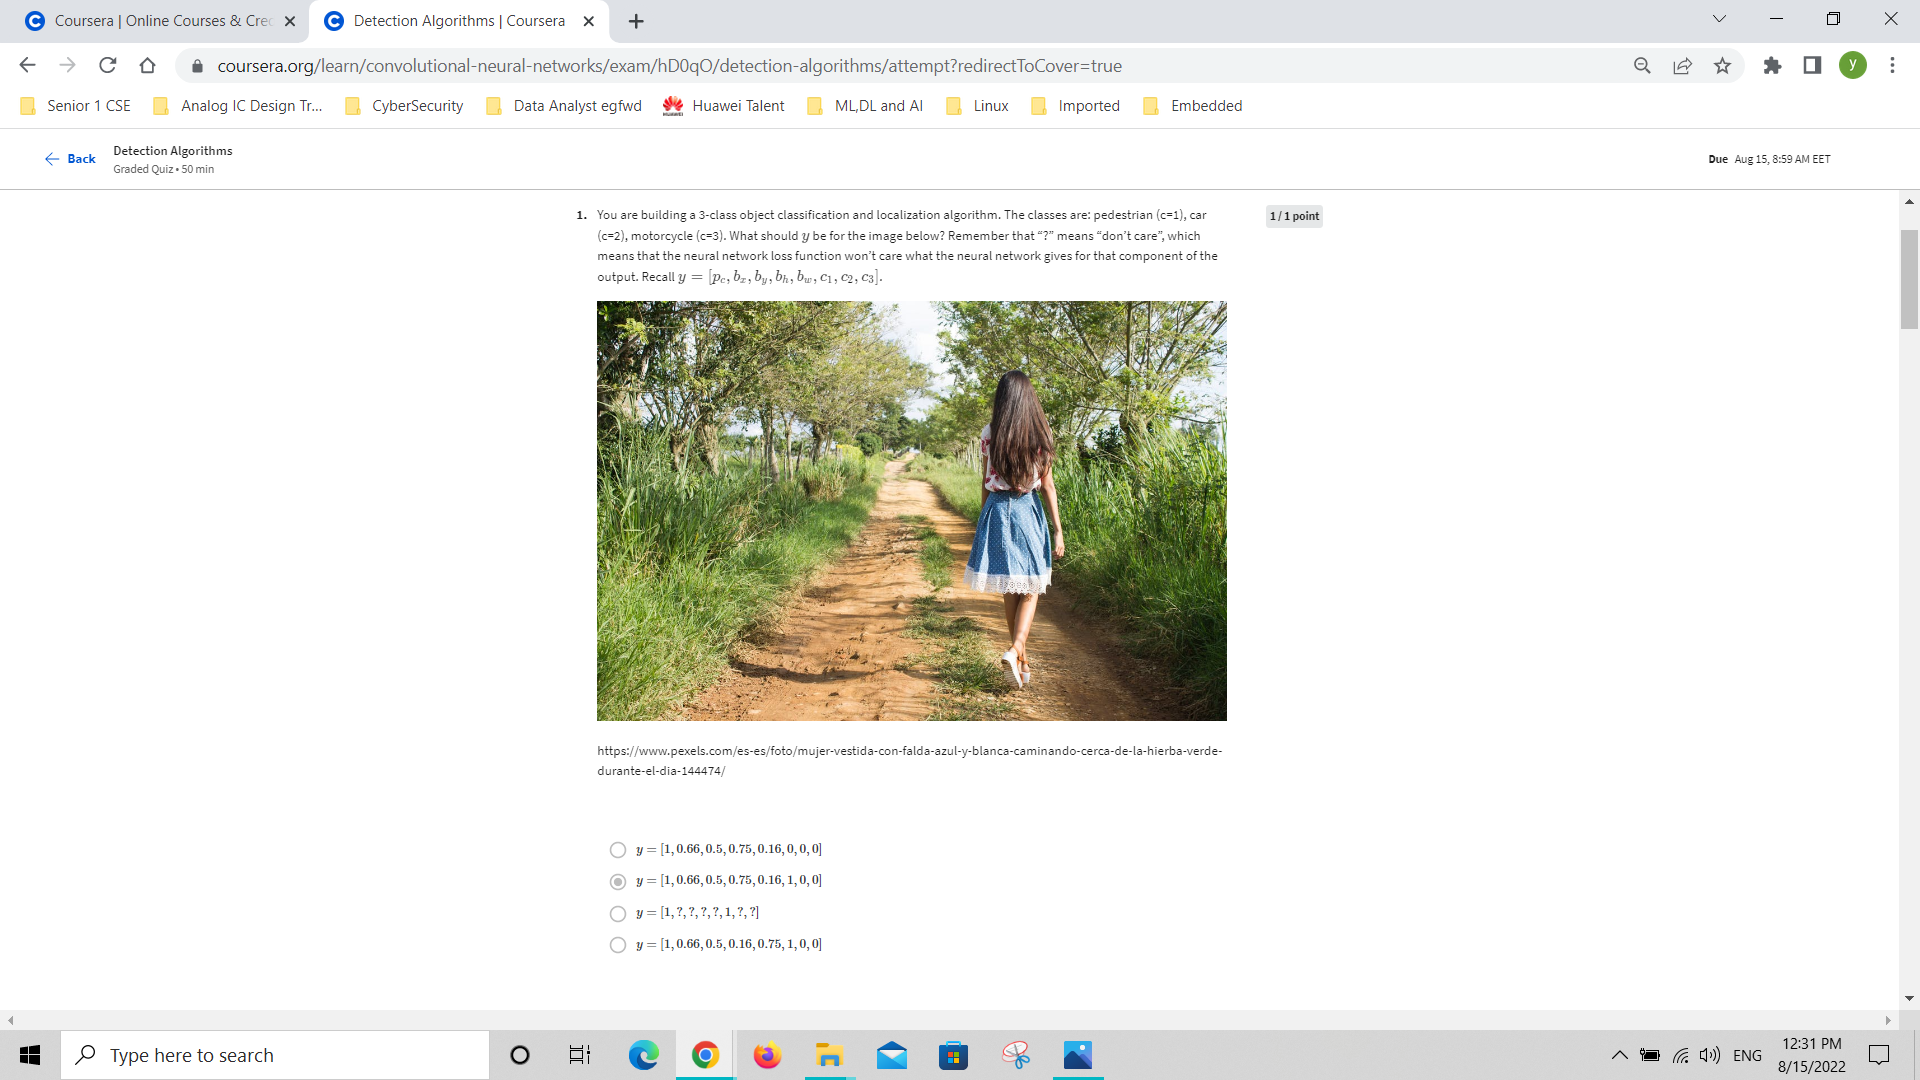 Coursera | Online Courses & Cred
Detection Algorithms | Coursera
coursera.org/learn/convolutional-neural-networks/exam/hD0qO/detection-algorithms/attempt?redirectToCover=true
y
Senior 1 CSE
Analog IC Design Tr...
CyberSecurity
Data Analyst egfwd
Huawei Talent
ML,DL and AI
Linux
Imported
Embedded
Back
Detection Algorithms
Graded Quiz • 50 min
Due Aug 15, 8:59 AM EET
1. You are building a 3-class object classification and localization algorithm. The classes are: pedestrian (c=1), car
(c=2), motorcycle (c=3). What should y be for the image below? Remember that “?” means “don’t care”, which
means that the neural network loss function won’t care what the neural network gives for that component of the
output. Recall y = [p_c, b_x, b_y, b_h, b_w, c_1, c_2, c_3].
1 / 1 point
https://www.pexels.com/es-es/foto/mujer-vestida-con-falda-azul-y-blanca-caminando-cerca-de-la-hierba-verde-
durante-el-dia-144474/
y = [1, 0.66, 0.5, 0.75, 0.16, 0, 0, 0]
y = [1, 0.66, 0.5, 0.75, 0.16, 1, 0, 0]
y = [1, ?, ?, ?, ?, 1, ?, ?]
y = [1, 0.66, 0.5, 0.16, 0.75, 1, 0, 0]
Type here to search
ENG
12:31 PM
8/15/2022